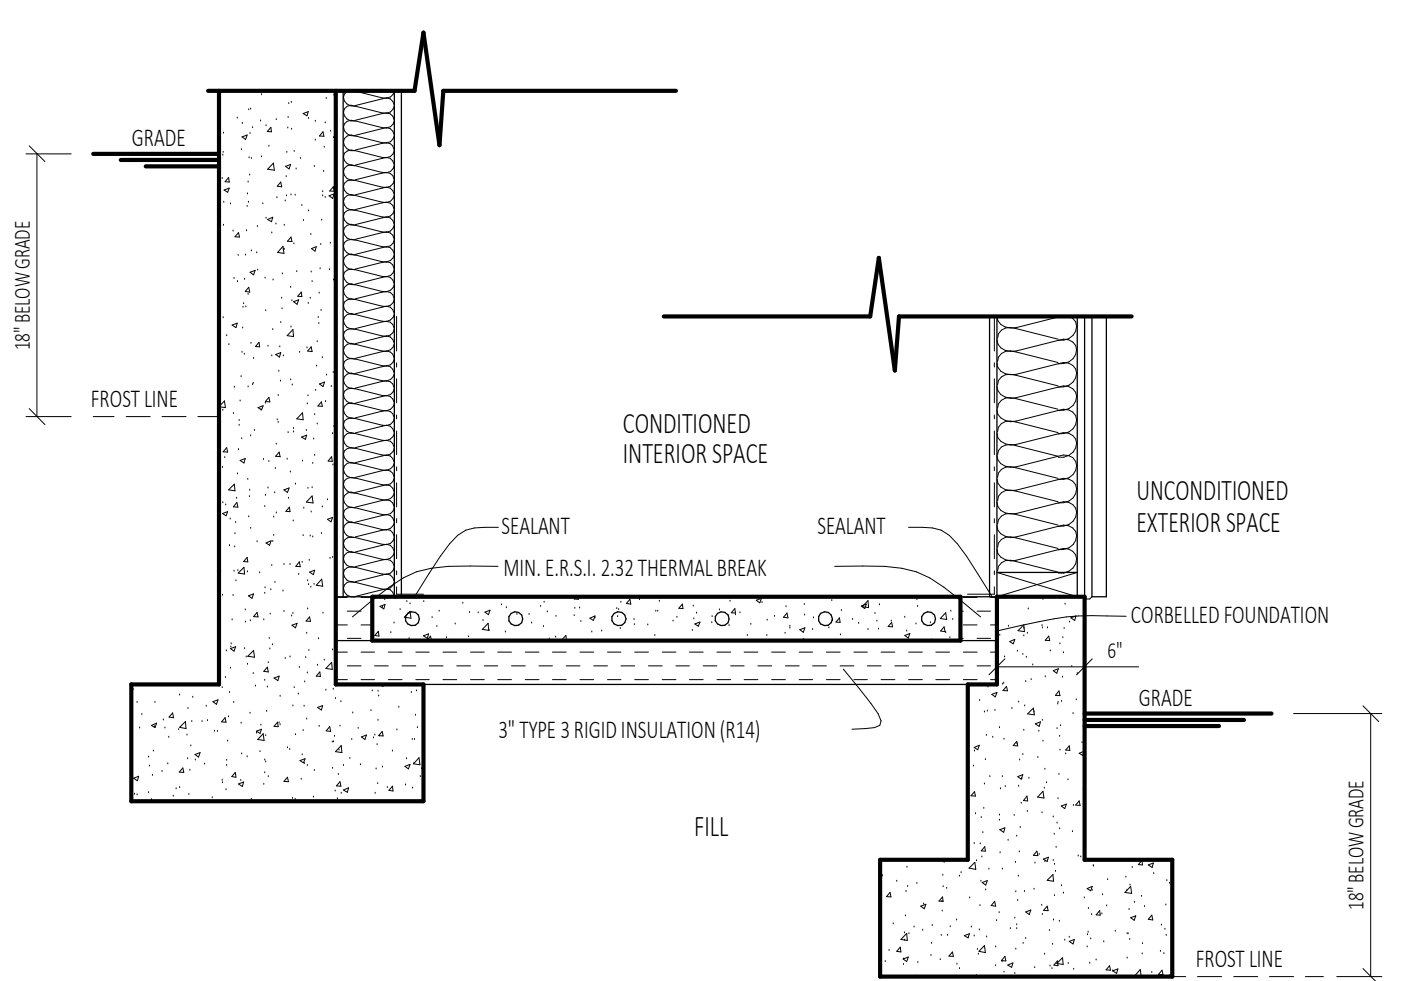 GRADE
18" BELOW GRADE
FROST LINE
CONDITIONED
INTERIOR SPACE
UNCONDITIONED
EXTERIOR SPACE
SEALANT
SEALANT
MIN. E.R.S.I. 2.32 THERMAL BREAK
CORBELLED FOUNDATION
6"
GRADE
3" TYPE 3 RIGID INSULATION (R14)
FILL
18" BELOW GRADE
FROST LINE